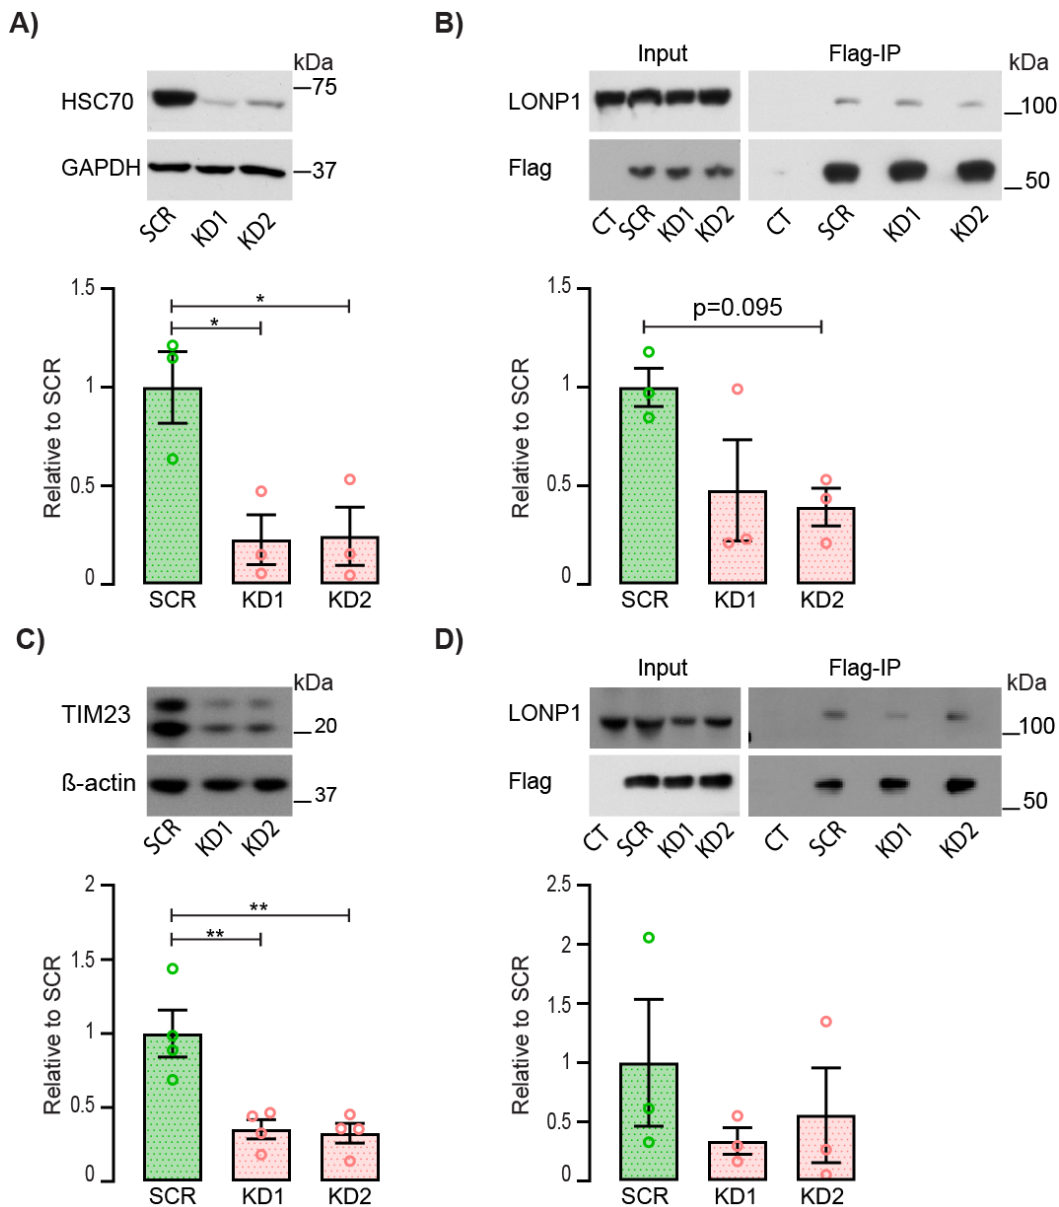 A)
kDa
HSC70
75
GAPDH
37
SCR
KD1
KD2
Relative to SCR
1.5
1
0.5
0
*
*
SCR
KD1
KD2
B)
Input
Flag-IP
kDa
LONP1
100
Flag
50
CT
SCR
KD1
KD2
CT
SCR
KD1
KD2
Relative to SCR
1.5
1
0.5
0
p=0.095
SCR
KD1
KD2
C)
kDa
TIM23
20
ß-actin
37
SCR
KD1
KD2
Relative to SCR
2
1.5
1
0.5
0
**
**
SCR
KD1
KD2
D)
Input
Flag-IP
kDa
LONP1
100
Flag
50
CT
SCR
KD1
KD2
CT
SCR
KD1
KD2
Relative to SCR
2.5
2
1.5
1
0.5
0
SCR
KD1
KD2